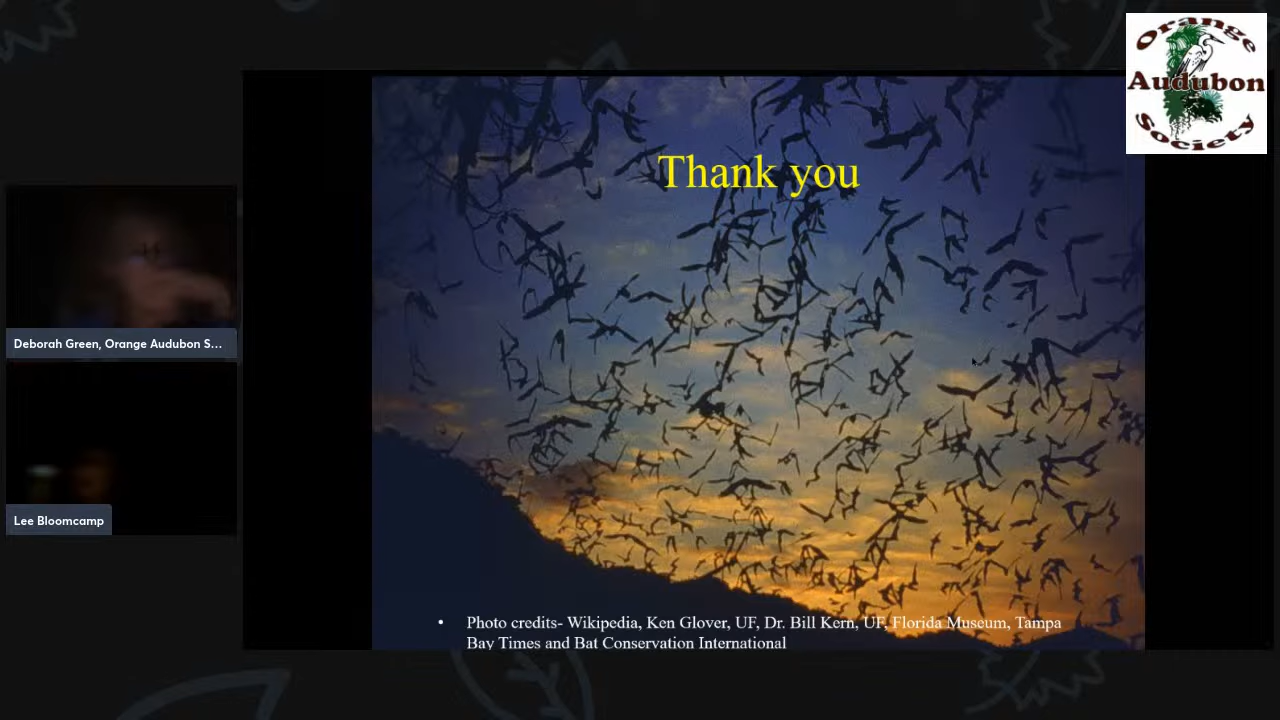 Orange
Audubon
Society
Thank you
Deborah Green, Orange Audubon S...
Lee Bloomcamp
• Photo credits- Wikipedia, Ken Glover, UF, Dr. Bill Kern, UF, Florida Museum, Tampa
Bay Times and Bat Conservation International